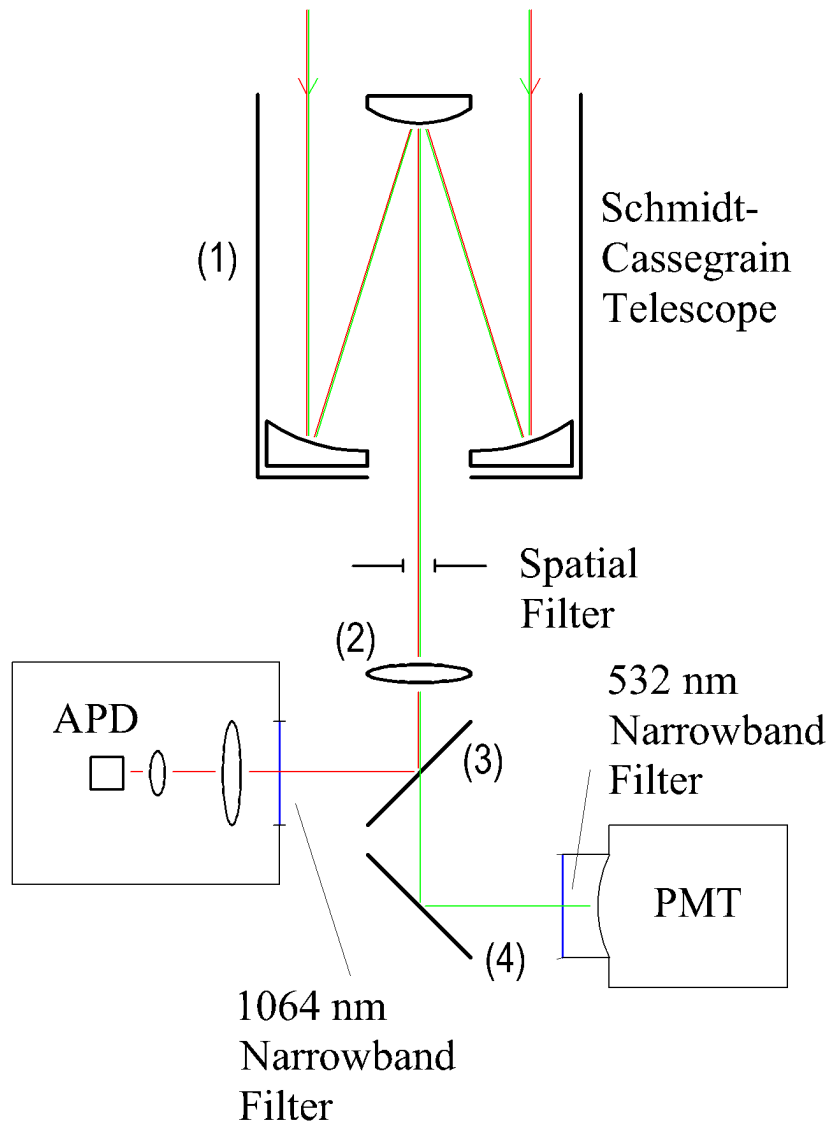 (1)
Schmidt-
Cassegrain
Telescope
Spatial
Filter
(2)
532 nm
Narrowband
Filter
APD
(3)
PMT
(4)
1064 nm
Narrowband
Filter